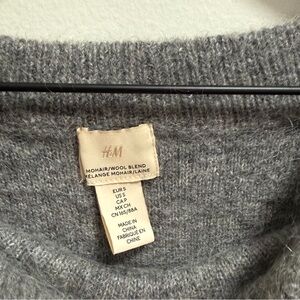 H&M
MOHAIR/WOOL BLEND
MÉLANGE MOHAIR/LAINE
EUR S
US S
CA P
MX CH
CN 165/88A
MADE IN
CHINA
FABRIQUÉ EN
CHINE